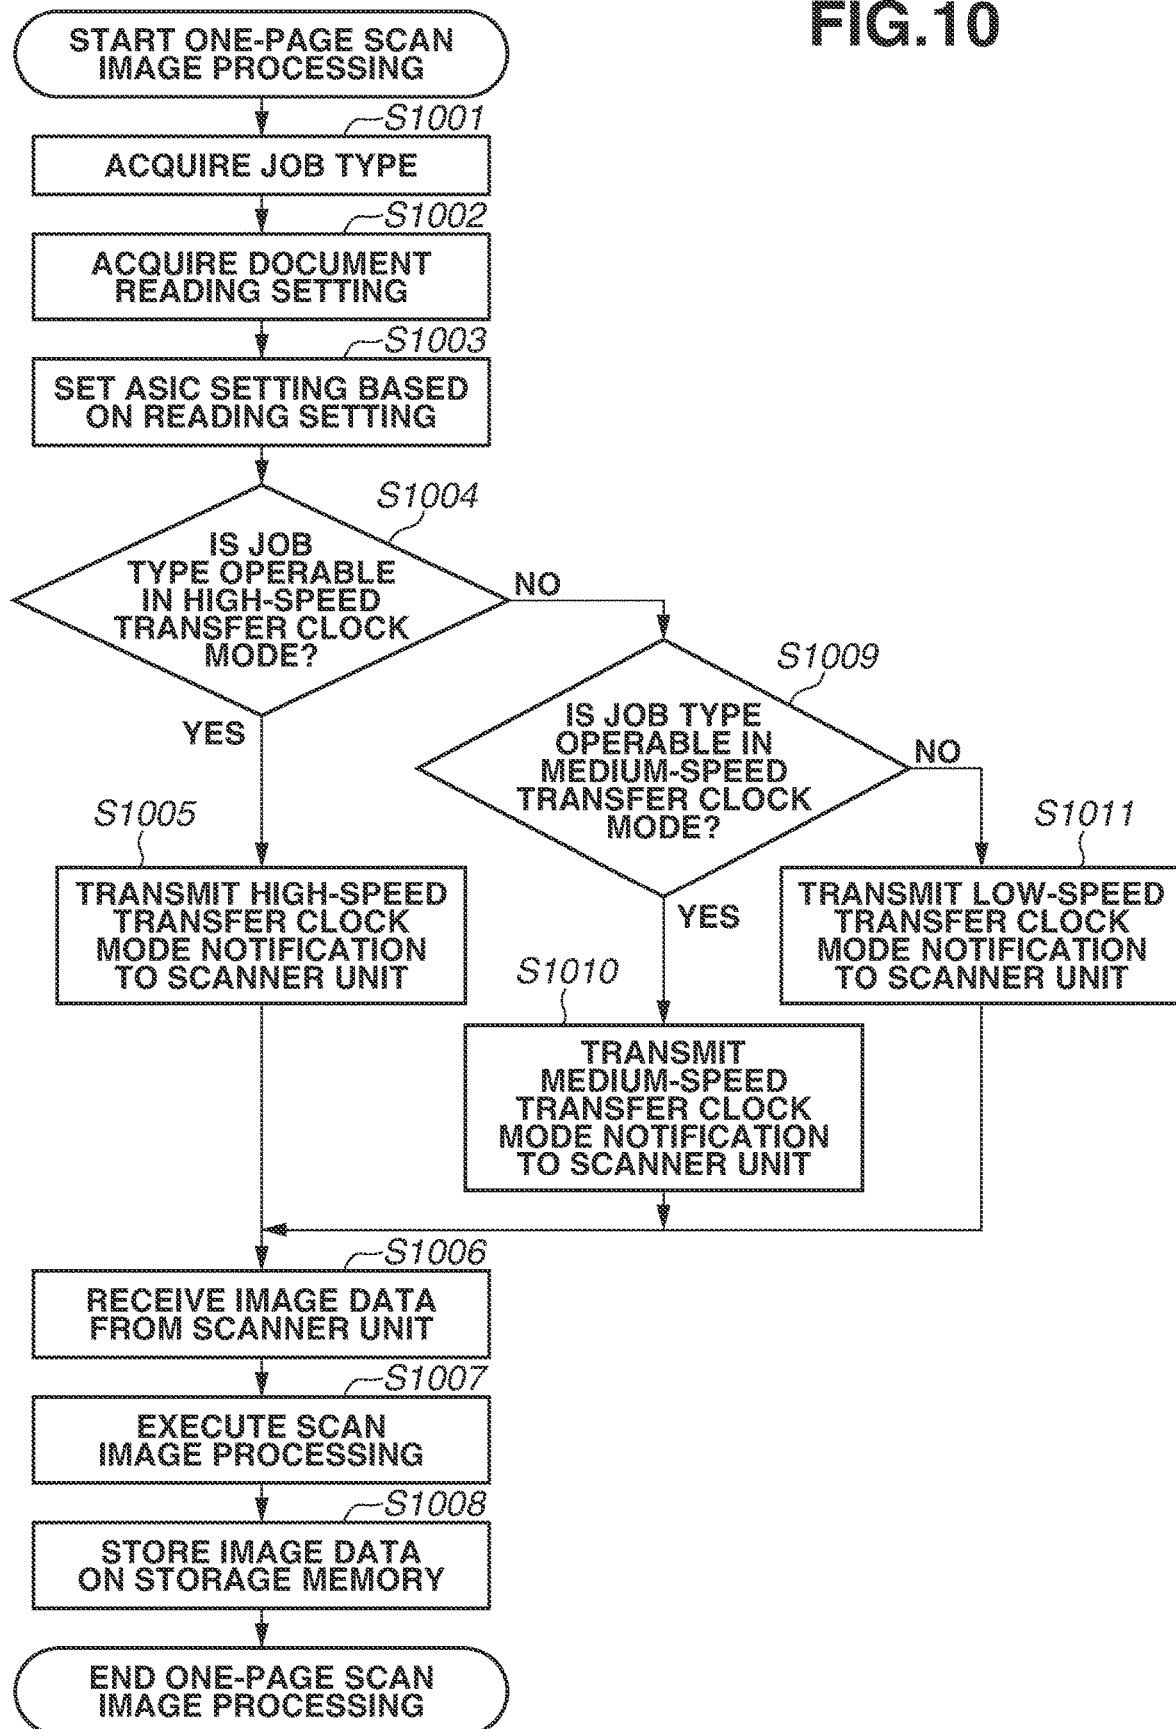 FIG.10
START ONE-PAGE SCAN
IMAGE PROCESSING
S1001
ACQUIRE JOB TYPE
S1002
ACQUIRE DOCUMENT
READING SETTING
S1003
SET ASIC SETTING BASED
ON READING SETTING
S1004
IS JOB
TYPE OPERABLE
IN HIGH-SPEED
TRANSFER CLOCK
MODE?
NO
YES
S1009
IS JOB TYPE
OPERABLE IN
MEDIUM-SPEED
TRANSFER CLOCK
MODE?
NO
YES
S1005
TRANSMIT HIGH-SPEED
TRANSFER CLOCK
MODE NOTIFICATION
TO SCANNER UNIT
S1011
TRANSMIT LOW-SPEED
TRANSFER CLOCK
MODE NOTIFICATION
TO SCANNER UNIT
S1010
TRANSMIT
MEDIUM-SPEED
TRANSFER CLOCK
MODE NOTIFICATION
TO SCANNER UNIT
S1006
RECEIVE IMAGE DATA
FROM SCANNER UNIT
S1007
EXECUTE SCAN
IMAGE PROCESSING
S1008
STORE IMAGE DATA
ON STORAGE MEMORY
END ONE-PAGE SCAN
IMAGE PROCESSING